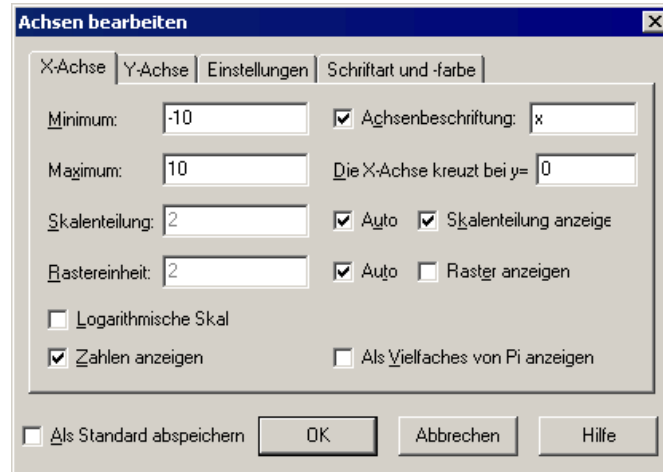 Achsen bearbeiten
X-Achse Y-Achse Einstellungen Schriftart und -farbe
Minimum: -10 Achsenbeschriftung: x
Maximum: 10 Die X-Achse kreuzt bei y= 0
Skalenteilung: 2 Auto Skalenteilung anzeige
Rastereinheit: 2 Auto Raster anzeigen
Logarithmische Skal
Zahlen anzeigen Als Vielfaches von Pi anzeigen
Als Standard abspeichern OK Abbrechen Hilfe